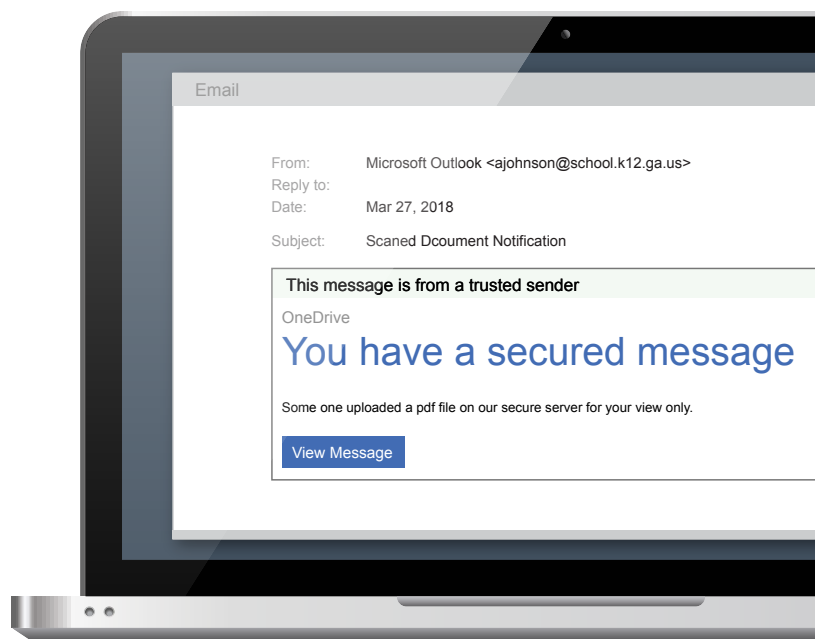 Email
From: Microsoft Outlook <ajohnson@school.k12.ga.us>
Reply to:
Date: Mar 27, 2018
Subject: Scaned Dcoument Notification
This message is from a trusted sender
OneDrive
You have a secured message
Some one uploaded a pdf file on our secure server for your view only.
View Message